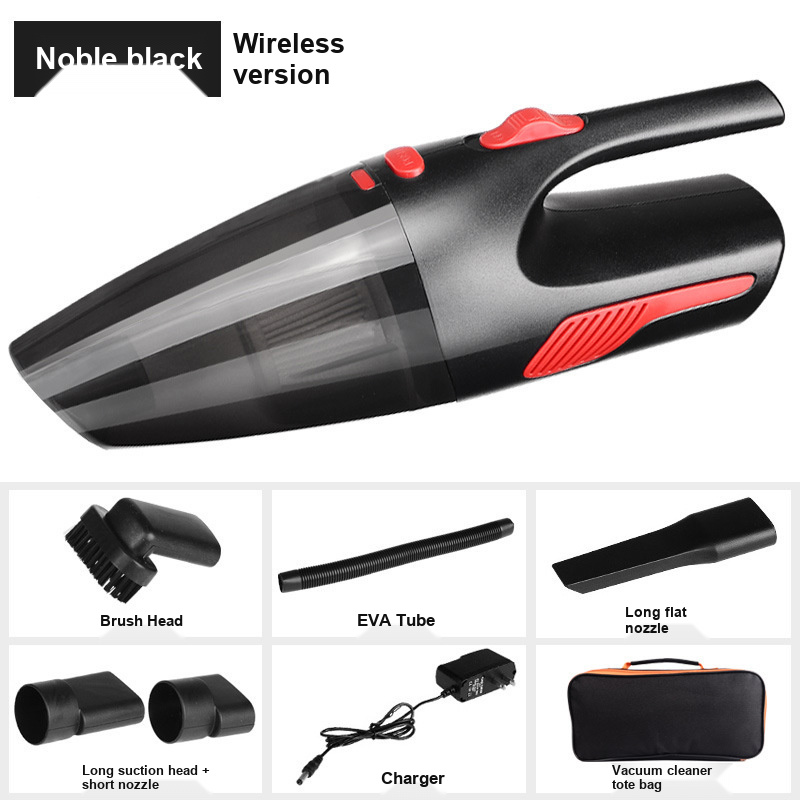 Noble black
Wireless
version
Brush Head
EVA Tube
Long flat
nozzle
Long suction head +
short nozzle
Charger
Vacuum cleaner
tote bag